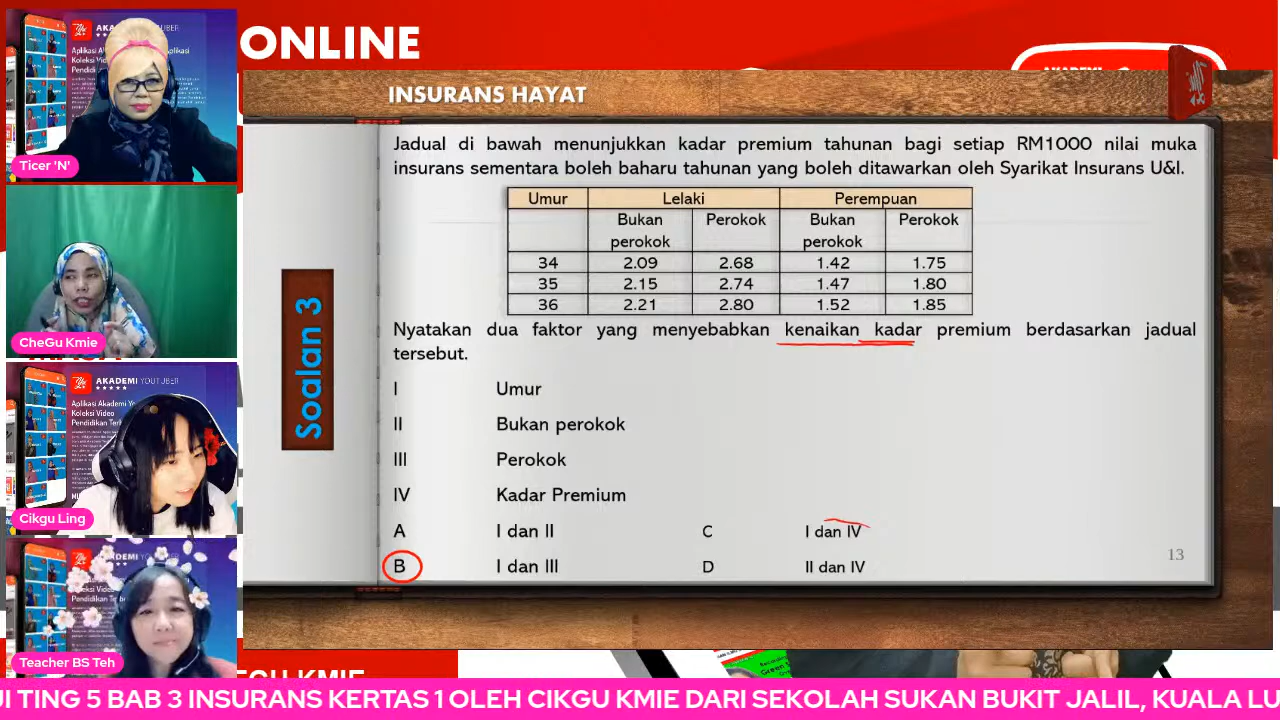 ONLINE
AKADEMI YOUTUBER
Ticer 'N'
CheGu Kmie
AKADEMI YOUTUBER
Aplikasi Akademi Yo
Koleksi Video
Pendidikan Terb
Cikgu Ling
Teacher BS Teh
INSURANS HAYAT
Soalan 3
Jadual di bawah menunjukkan kadar premium tahunan bagi setiap RM1000 nilai muka
insurans sementara boleh baharu tahunan yang boleh ditawarkan oleh Syarikat Insurans U&I.
Umur Lelaki Perempuan
Bukan perokok Perokok Bukan perokok Perokok
34 2.09 2.68 1.42 1.75
35 2.15 2.74 1.47 1.80
36 2.21 2.80 1.52 1.85
Nyatakan dua faktor yang menyebabkan kenaikan kadar premium berdasarkan jadual
tersebut.
I Umur
II Bukan perokok
III Perokok
IV Kadar Premium
A I dan II C I dan IV
B I dan III D II dan IV
13
JI TING 5 BAB 3 INSURANS KERTAS 1 OLEH CIKGU KMIE DARI SEKOLAH SUKAN BUKIT JALIL, KUALA LU